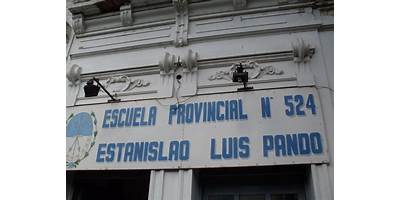 ESCUELA PROVINCIAL N° 524
ESTANISLAO LUIS PANDO